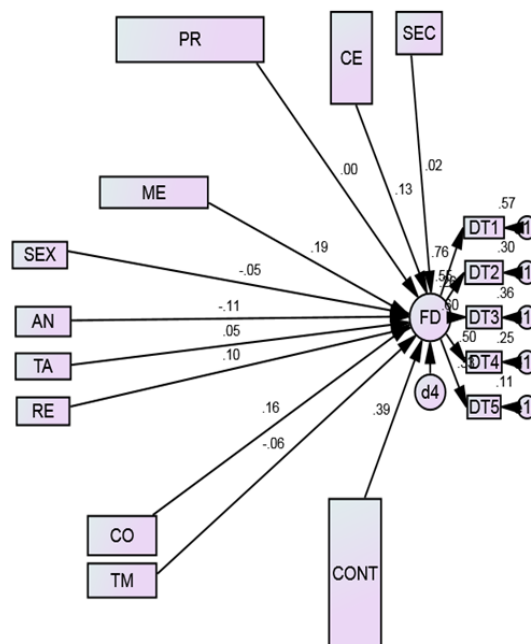 PR
CE
SEC
.00
.13
.02
ME
.19
SEX
-.05
AN
-.11
TA
.05
RE
.10
CO
.16
TM
-.06
CONT
.39
FD
d4
.76
.55
.60
.50
.33
.57
DT1
1
.30
DT2
1
.36
DT3
1
.25
DT4
1
.11
DT5
1